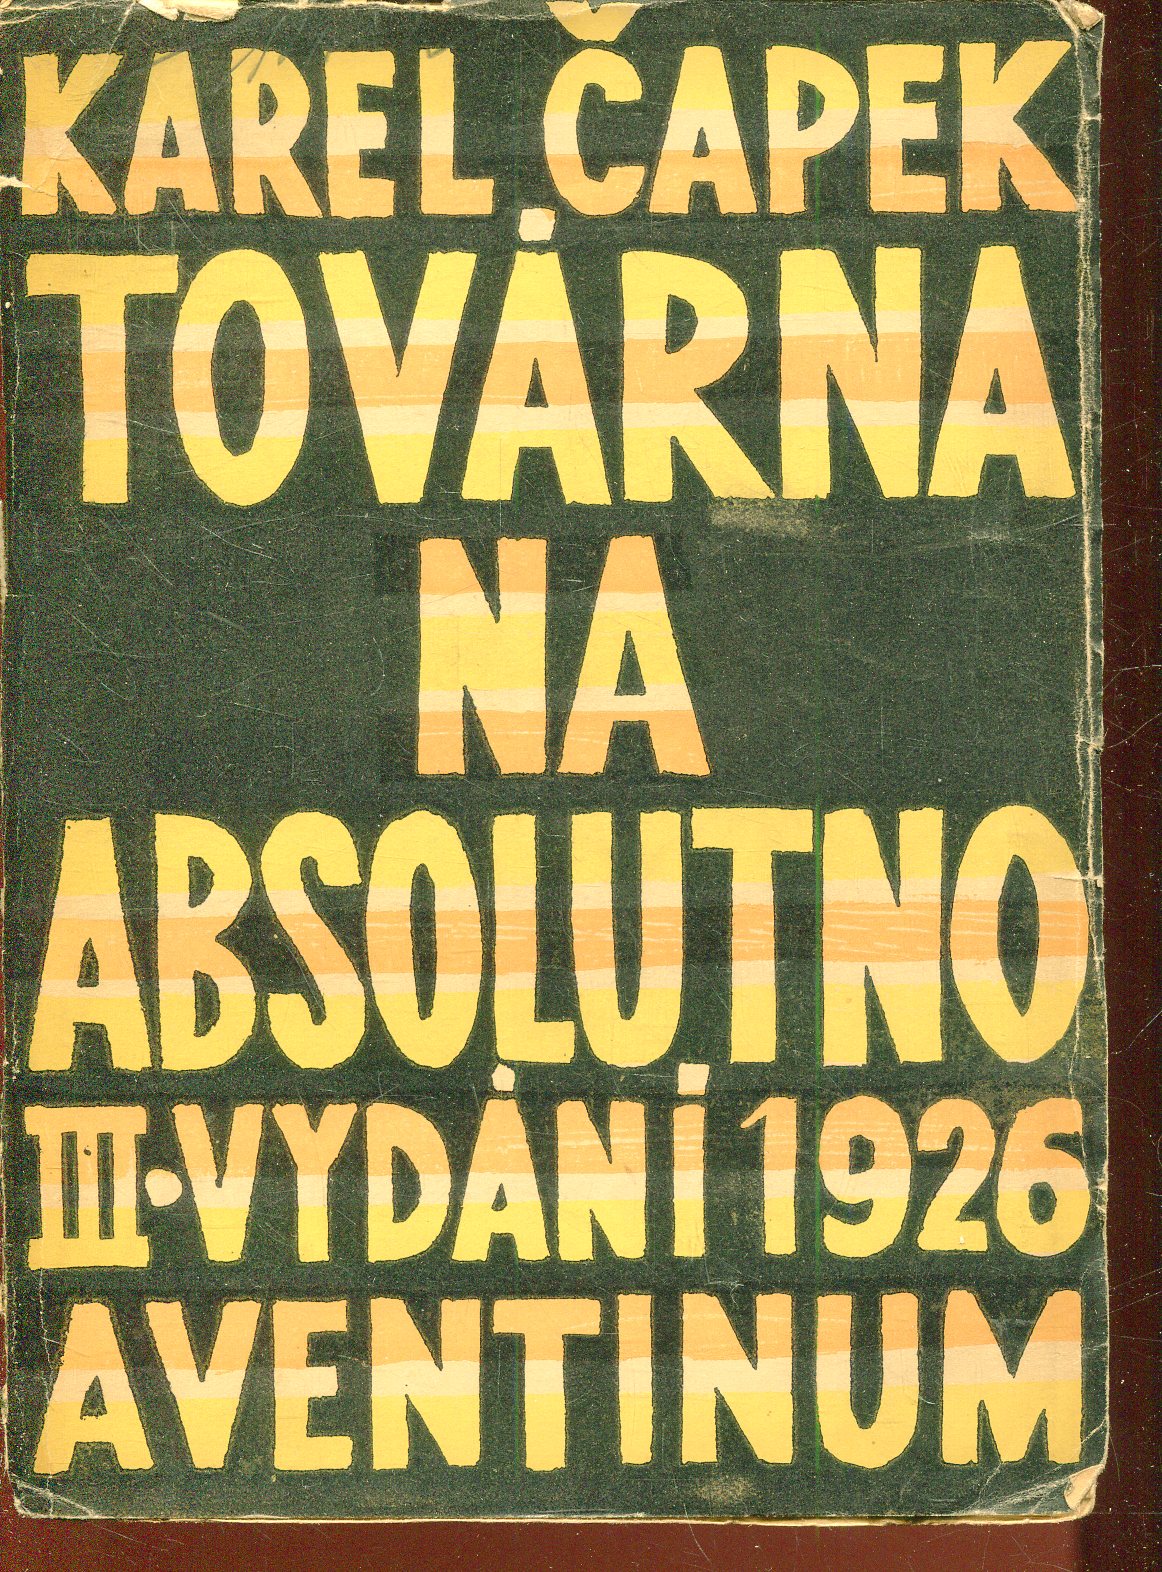 KAREL ČAPEK
TOVÁRNA
NA
ABSOLUTNO
III·VYDÁNÍ 1926
AVENTINUM